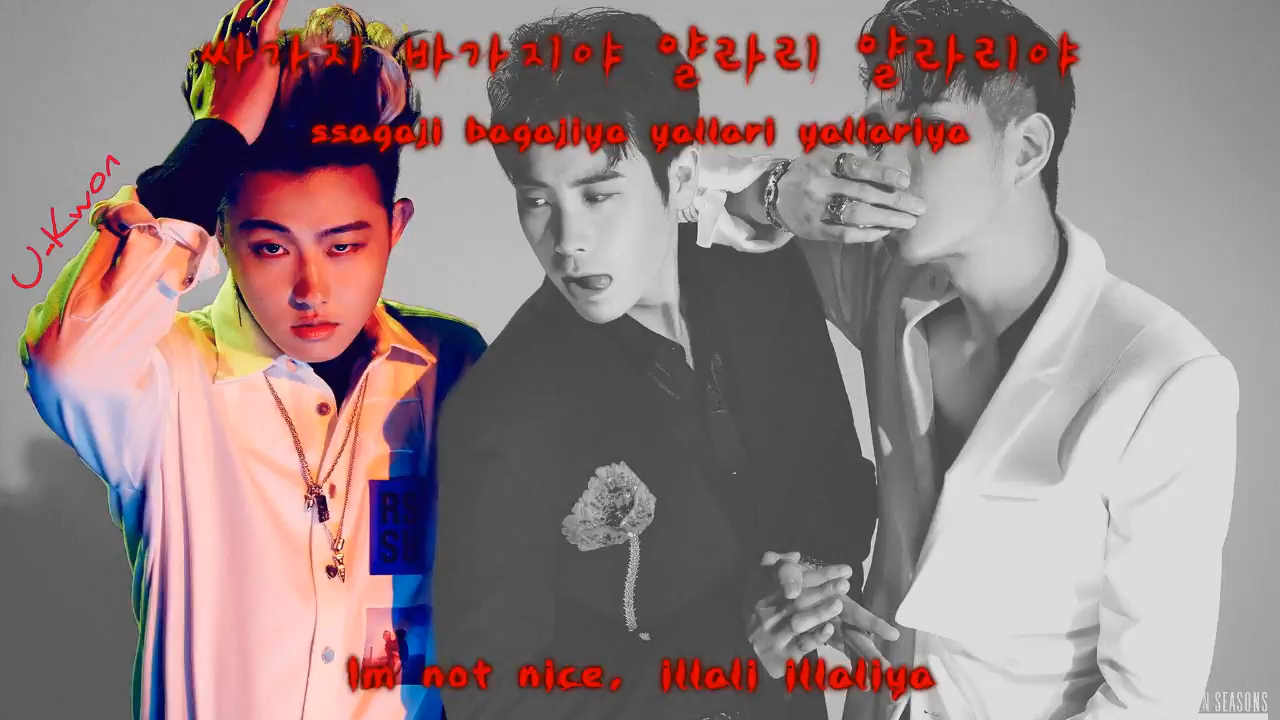 싸가지 바가지야 얄라리 얄라리야
ssagaji bagajiya yallari yallariya
U-Kwon
Im not nice, illali illaliya
N SEASONS